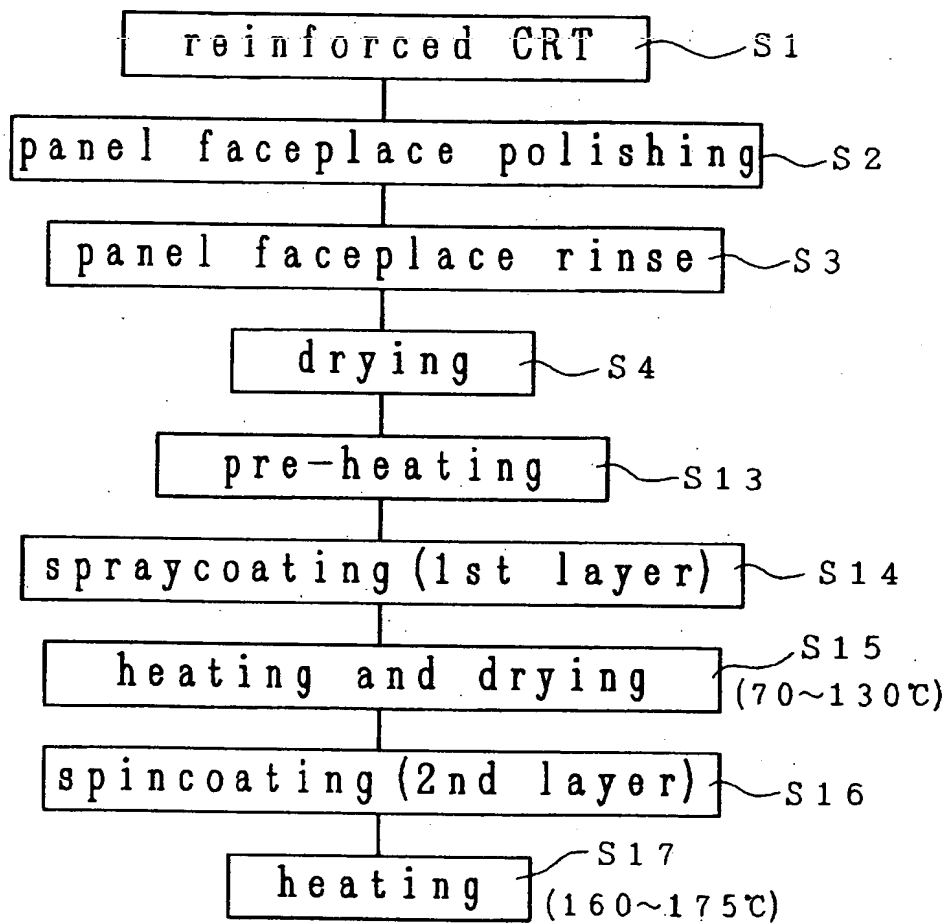 reinforced CRT S1
panel faceplace polishing S2
panel faceplace rinse S3
drying S4
pre-heating S13
spraycoating (1st layer) S14
heating and drying S15
(70~130℃)
spincoating (2nd layer) S16
heating S17
(160~175℃)